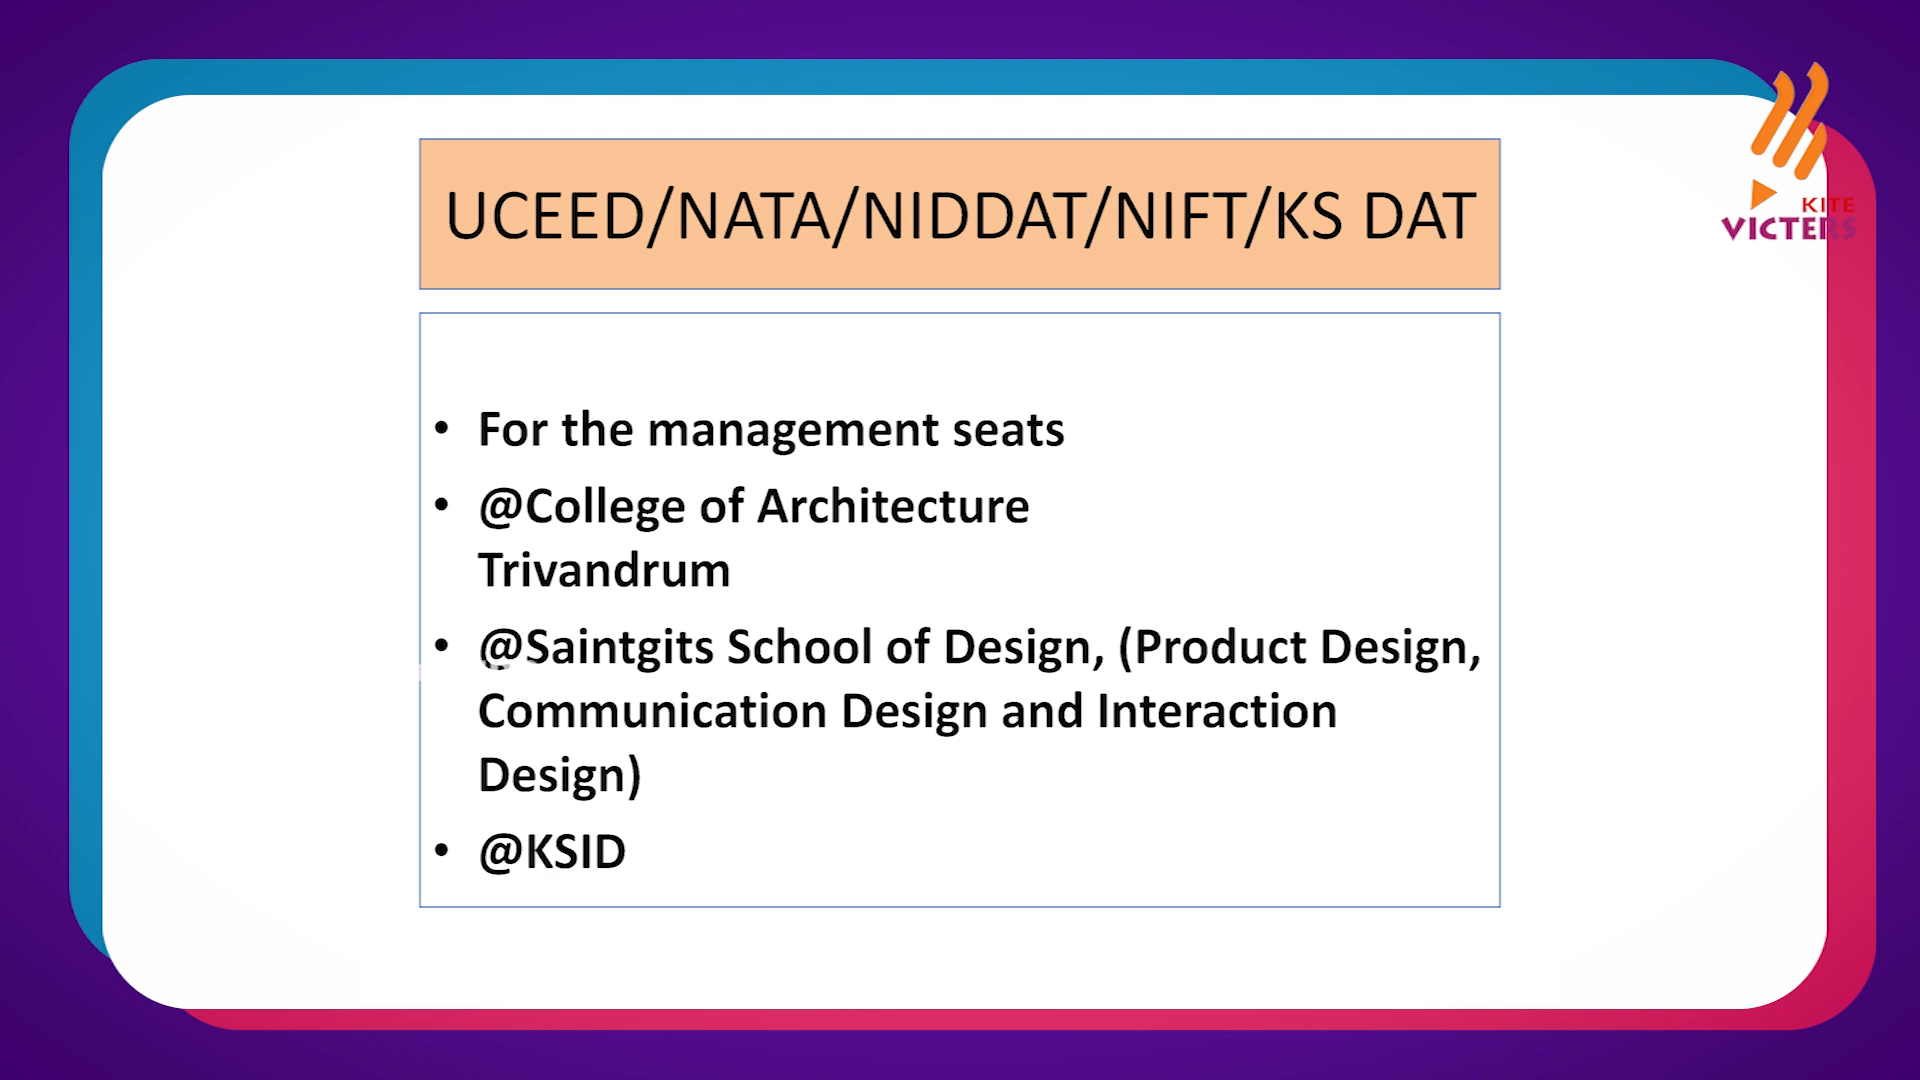 UCEED/NATA/NIDDAT/NIFT/KS DAT
KITE
VICTERS
• For the management seats
• @College of Architecture
Trivandrum
• @Saintgits School of Design, (Product Design,
Communication Design and Interaction
Design)
• @KSID